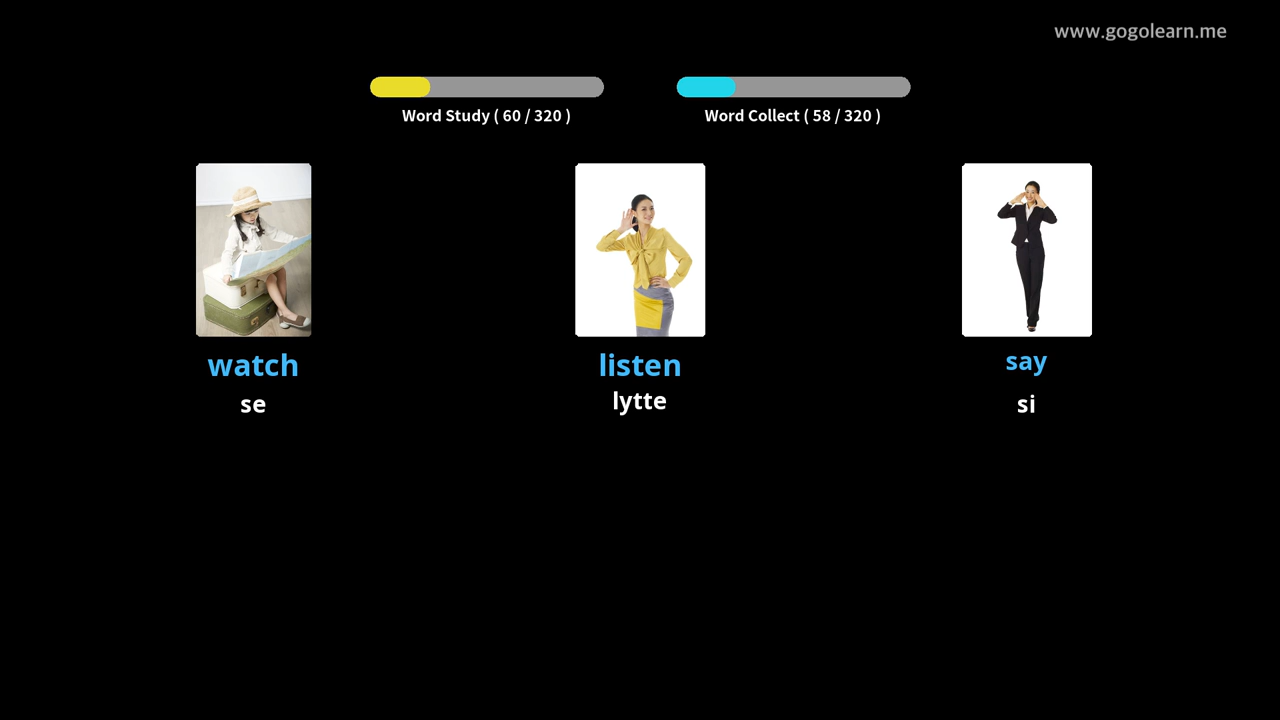 www.gogolearn.me
Word Study ( 60 / 320 )
Word Collect ( 58 / 320 )
watch
listen
say
se
lytte
si